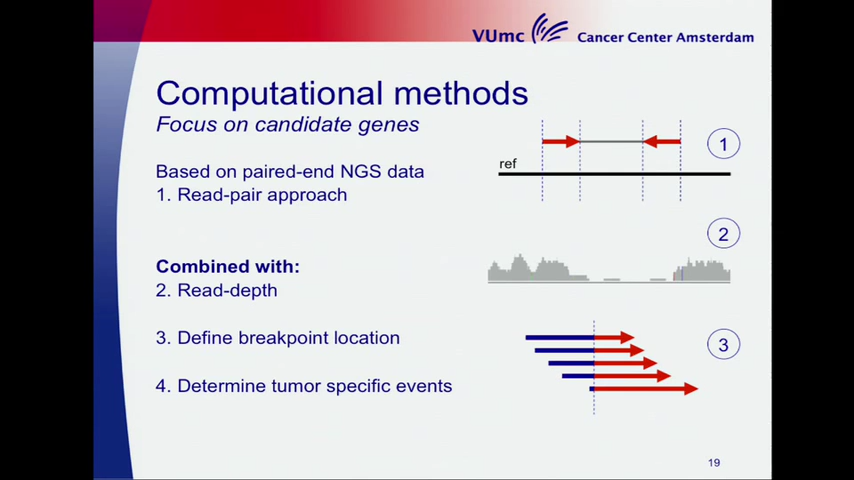 VUmc Cancer Center Amsterdam
Computational methods
Focus on candidate genes
Based on paired-end NGS data
1. Read-pair approach
Combined with:
2. Read-depth
3. Define breakpoint location
4. Determine tumor specific events
ref
1
2
3
19